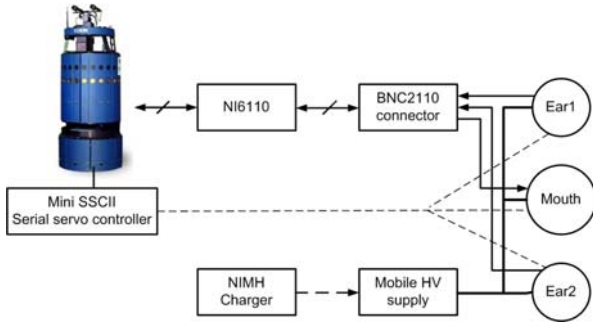 NI6110
BNC2110
connector
Ear1
Mouth
Mini SSCII
Serial servo controller
NIMH
Charger
Mobile HV
supply
Ear2